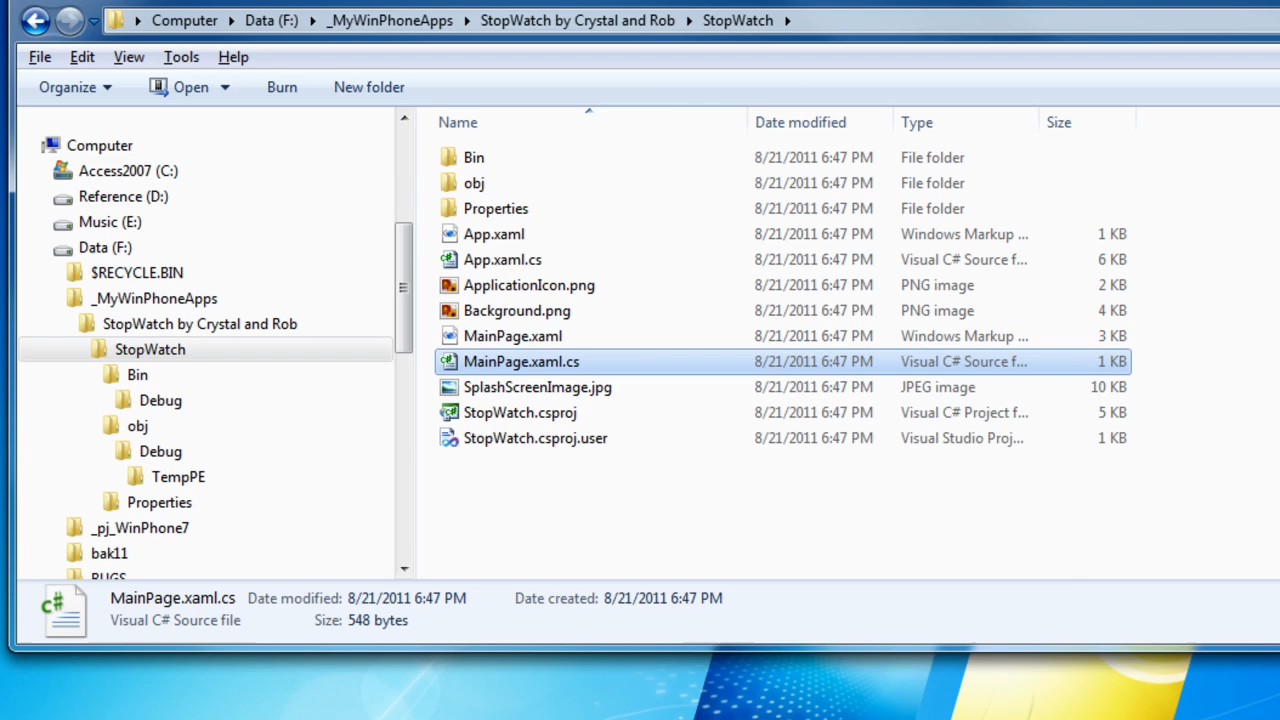 Computer Data (F:) _MyWinPhoneApps StopWatch by Crystal and Rob StopWatch
File Edit View Tools Help
Organize Open Burn New folder
Computer
Access2007 (C:)
Reference (D:)
Music (E:)
Data (F:)
$RECYCLE.BIN
_MyWinPhoneApps
StopWatch by Crystal and Rob
StopWatch
Bin
Debug
obj
Debug
TempPE
Properties
_pj_WinPhone7
bak11
BUGS
Name Date modified Type Size
Bin 8/21/2011 6:47 PM File folder
obj 8/21/2011 6:47 PM File folder
Properties 8/21/2011 6:47 PM File folder
App.xaml 8/21/2011 6:47 PM Windows Markup ... 1 KB
App.xaml.cs 8/21/2011 6:47 PM Visual C# Source f... 6 KB
ApplicationIcon.png 8/21/2011 6:47 PM PNG image 2 KB
Background.png 8/21/2011 6:47 PM PNG image 4 KB
MainPage.xaml 8/21/2011 6:47 PM Windows Markup ... 3 KB
MainPage.xaml.cs 8/21/2011 6:47 PM Visual C# Source f... 1 KB
SplashScreenImage.jpg 8/21/2011 6:47 PM JPEG image 10 KB
StopWatch.csproj 8/21/2011 6:47 PM Visual C# Project f... 5 KB
StopWatch.csproj.user 8/21/2011 6:47 PM Visual Studio Proj... 1 KB
C#
MainPage.xaml.cs Date modified: 8/21/2011 6:47 PM Date created: 8/21/2011 6:47 PM
Visual C# Source file Size: 548 bytes